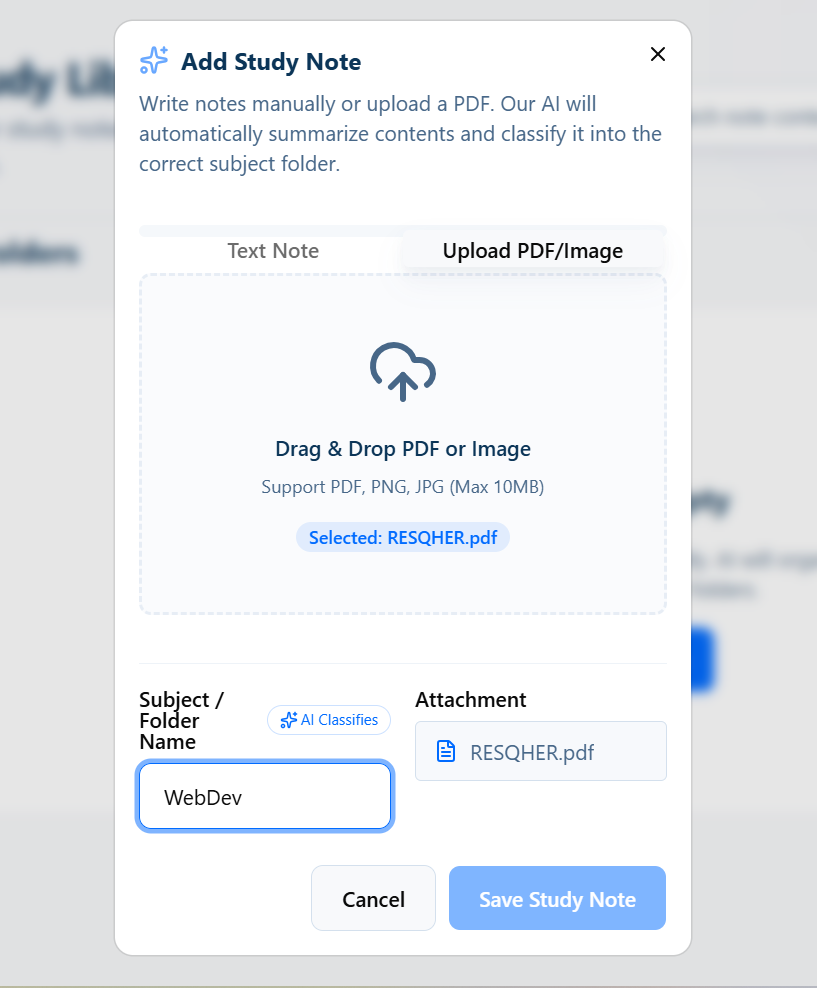 Add Study Note
Write notes manually or upload a PDF. Our AI will
automatically summarize contents and classify it into the
correct subject folder.
Text Note
Upload PDF/Image
Drag & Drop PDF or Image
Support PDF, PNG, JPG (Max 10MB)
Selected: RESQHER.pdf
Subject /
Folder
Name
AI Classifies
Attachment
WebDev
RESQHER.pdf
Cancel
Save Study Note